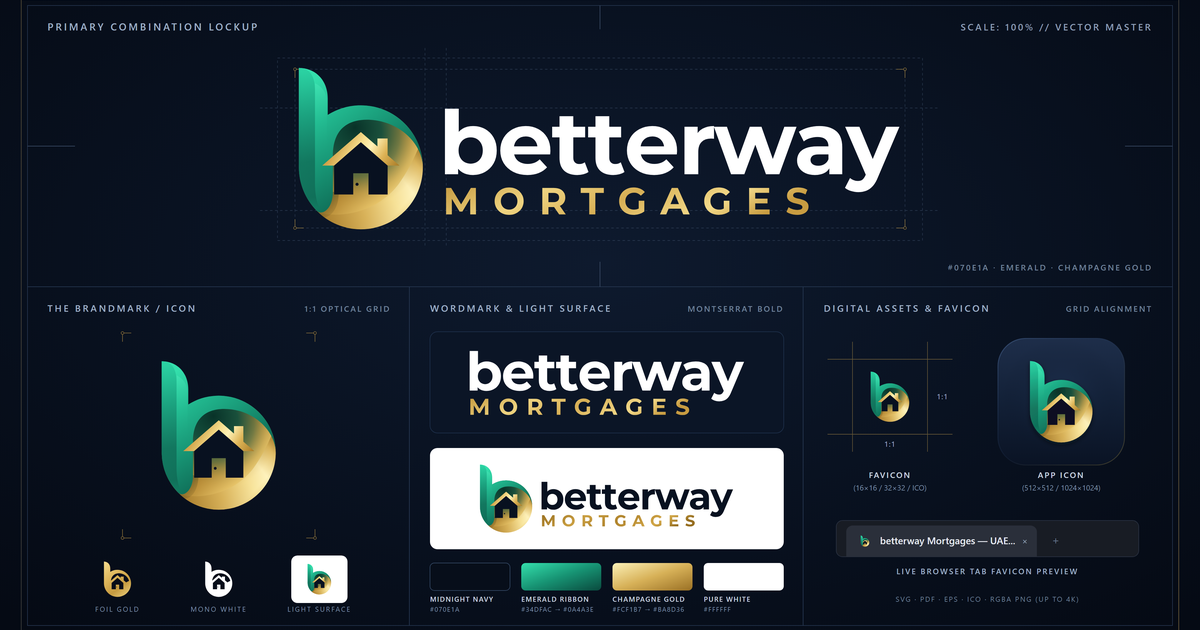 PRIMARY COMBINATION LOCKUP
SCALE: 100% // VECTOR MASTER
betterway
MORTGAGES
#070E1A · EMERALD · CHAMPAGNE GOLD
THE BRANDMARK / ICON
1:1 OPTICAL GRID
FOIL GOLD
MONO WHITE
LIGHT SURFACE
WORDMARK & LIGHT SURFACE
MONTSERRAT BOLD
betterway
MORTGAGES
betterway
MORTGAGES
MIDNIGHT NAVY
#070E1A
EMERALD RIBBON
#34DFAC → #0A4A3E
CHAMPAGNE GOLD
#FCF1B7 → #BA8D36
PURE WHITE
#FFFFFF
DIGITAL ASSETS & FAVICON
GRID ALIGNMENT
1:1
1:1
FAVICON
(16×16 / 32×32 / ICO)
APP ICON
(512×512 / 1024×1024)
betterway Mortgages — UAE... × +
LIVE BROWSER TAB FAVICON PREVIEW
SVG · PDF · EPS · ICO · RGBA PNG (UP TO 4K)